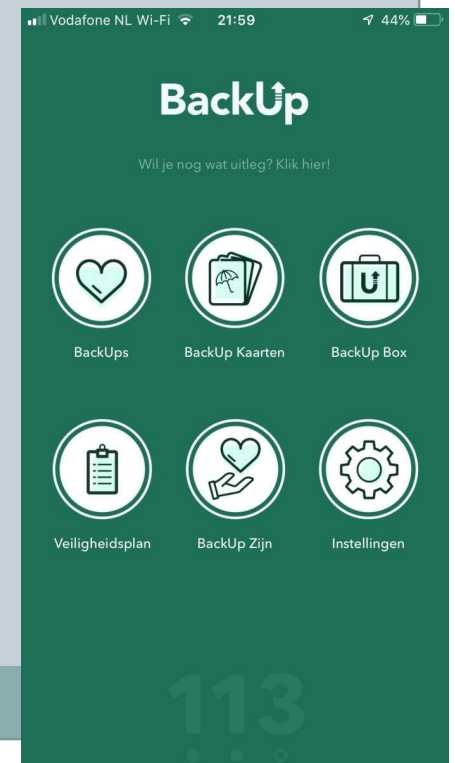 Vodafone NL Wi-Fi 21:59 44%
BackUp
Wil je nog wat uitleg? Klik hier!
BackUps BackUp Kaarten BackUp Box
Veiligheidsplan BackUp Zijn Instellingen
113